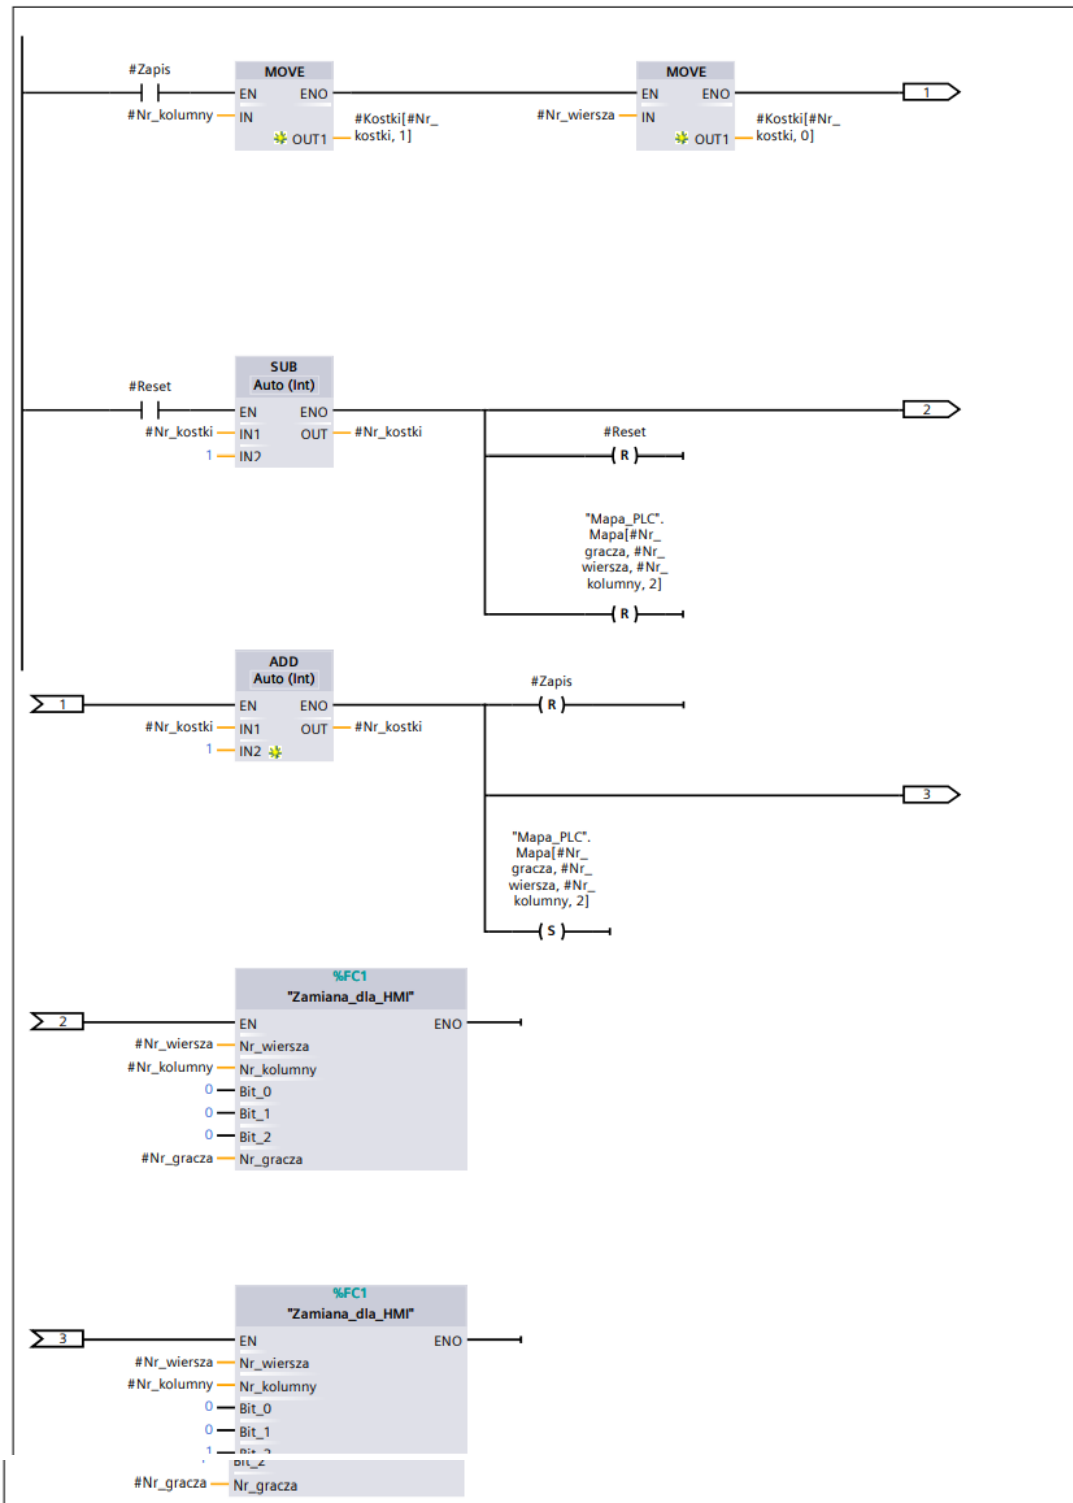 #Zapis
MOVE
EN ENO
#Nr_kolumny IN
OUT1
#Kostki[#Nr_
kostki, 1]
MOVE
EN ENO
#Nr_wiersza IN
OUT1
#Kostki[#Nr_
kostki, 0]
1
#Reset
SUB
Auto (Int)
EN ENO
#Nr_kostki IN1 OUT #Nr_kostki
1 IN2
2
#Reset
( R )
"Mapa_PLC".
Mapa[#Nr_
gracza, #Nr_
wiersza, #Nr_
kolumny, 2]
( R )
1
ADD
Auto (Int)
EN ENO
#Nr_kostki IN1 OUT #Nr_kostki
1 IN2
#Zapis
( R )
3
"Mapa_PLC".
Mapa[#Nr_
gracza, #Nr_
wiersza, #Nr_
kolumny, 2]
( S )
2
%FC1
"Zamiana_dla_HMI"
EN ENO
#Nr_wiersza Nr_wiersza
#Nr_kolumny Nr_kolumny
0 Bit_0
0 Bit_1
0 Bit_2
#Nr_gracza Nr_gracza
3
%FC1
"Zamiana_dla_HMI"
EN ENO
#Nr_wiersza Nr_wiersza
#Nr_kolumny Nr_kolumny
0 Bit_0
0 Bit_1
1 Bit_2
#Nr_gracza Nr_gracza